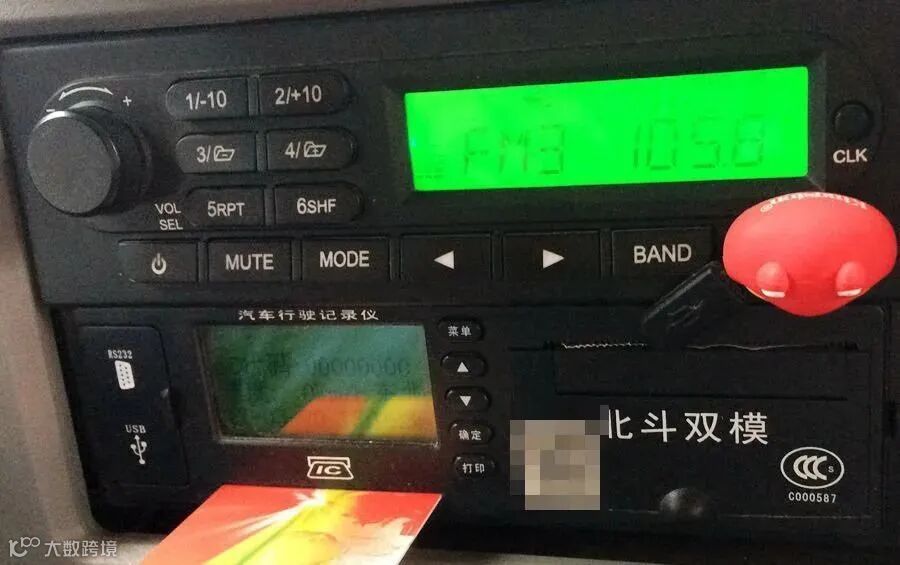 1/-10
2/+10
3/
4/
FM3 105.8
CLK
- +
VOL
SEL
5RPT
6SHF
MUTE
MODE
BAND
Kingston
汽车行驶记录仪
RS232
USB
菜单
确定
打印
IC
北斗双模
CCC S
C000587
大数跨境